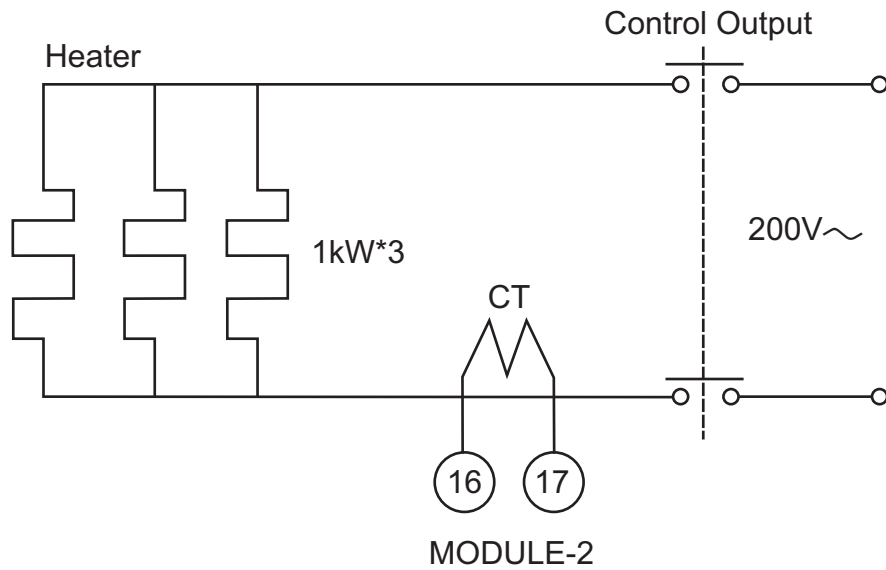 Control Output
Heater
200V～
1kW*3
CT
16 17
MODULE-2